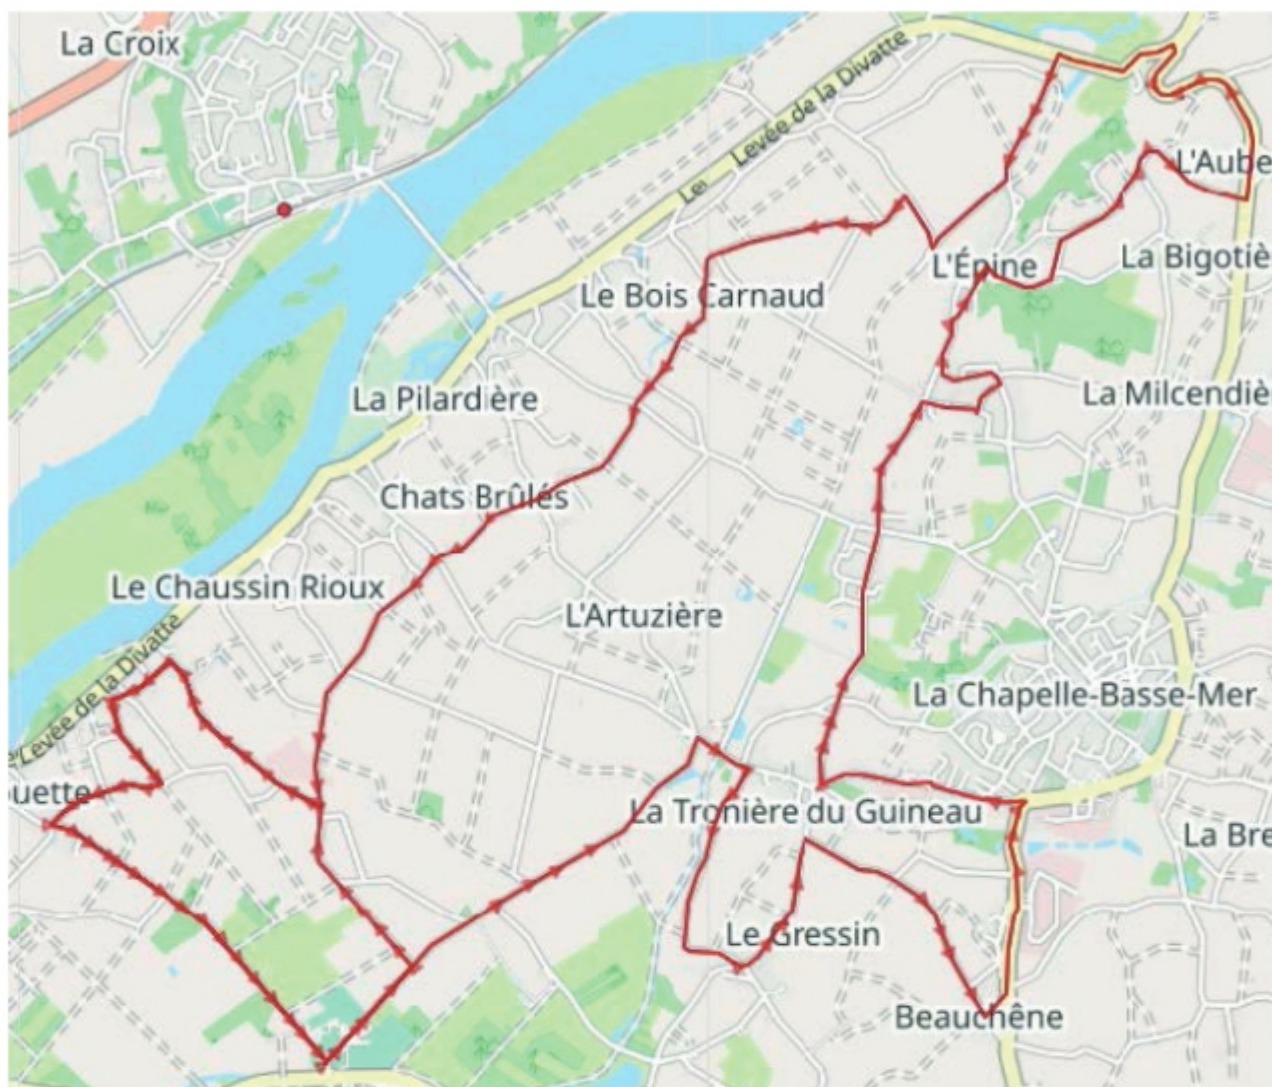 La Croix
Levée de la Divatte
Le
L'Aube
L'Épine
La Bigotiè
Le Bois Carnaud
La Pilardière
La Milcendiè
Chats Brûlés
Le Chaussin Rioux
L'Artuzière
Levée de la Divatte
La Chapelle-Basse-Mer
ouette
La Tronière du Guineau
La Bre
Le Gressin
Beauchêne